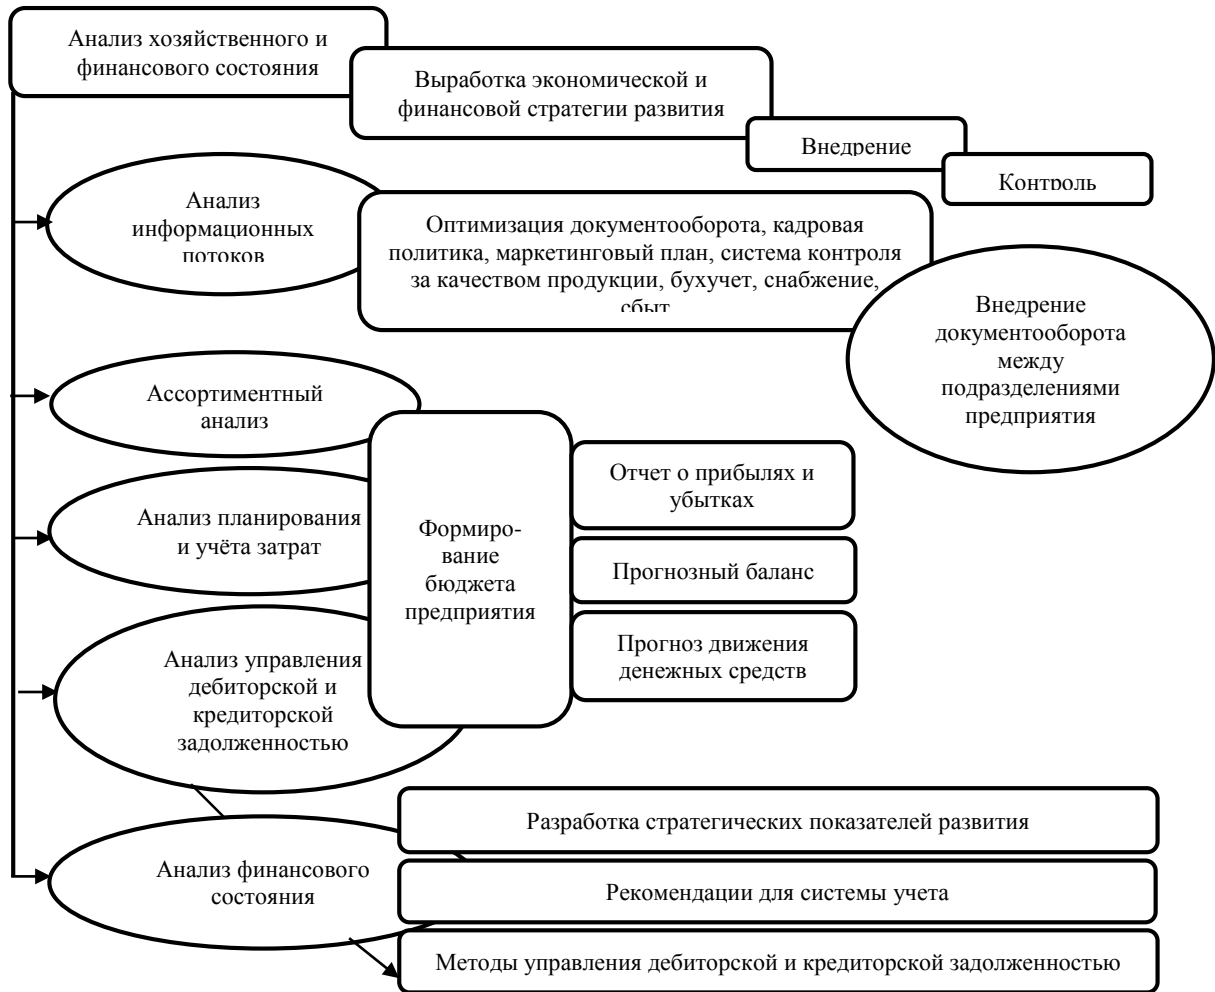 Анализ хозяйственного и
финансового состояния
Выработка экономической и
финансовой стратегии развития
Внедрение
Контроль
Анализ
информационных
потоков
Оптимизация документооборота, кадровая
политика, маркетинговый план, система контроля
за качеством продукции, бухучет, снабжение,
сбыт
Внедрение
документооборота
между
подразделениями
предприятия
Ассортиментный
анализ
Анализ планирования
и учёта затрат
Формиро-
вание
бюджета
предприятия
Отчет о прибылях и
убытках
Прогнозный баланс
Прогноз движения
денежных средств
Анализ управления
дебиторской и
кредиторской
задолженностью
Анализ финансового
состояния
Разработка стратегических показателей развития
Рекомендации для системы учета
Методы управления дебиторской и кредиторской задолженностью